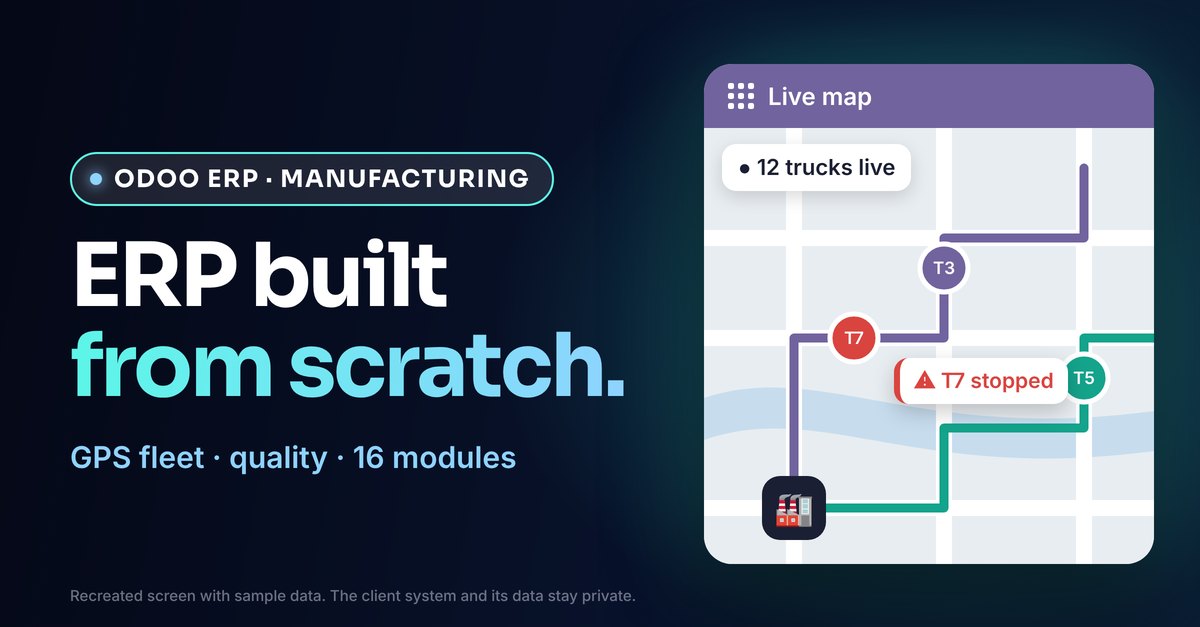 ODOO ERP · MANUFACTURING
ERP built
from scratch.
GPS fleet · quality · 16 modules
Recreated screen with sample data. The client system and its data stay private.
Live map
12 trucks live
T3
T7
T7 stopped
T5